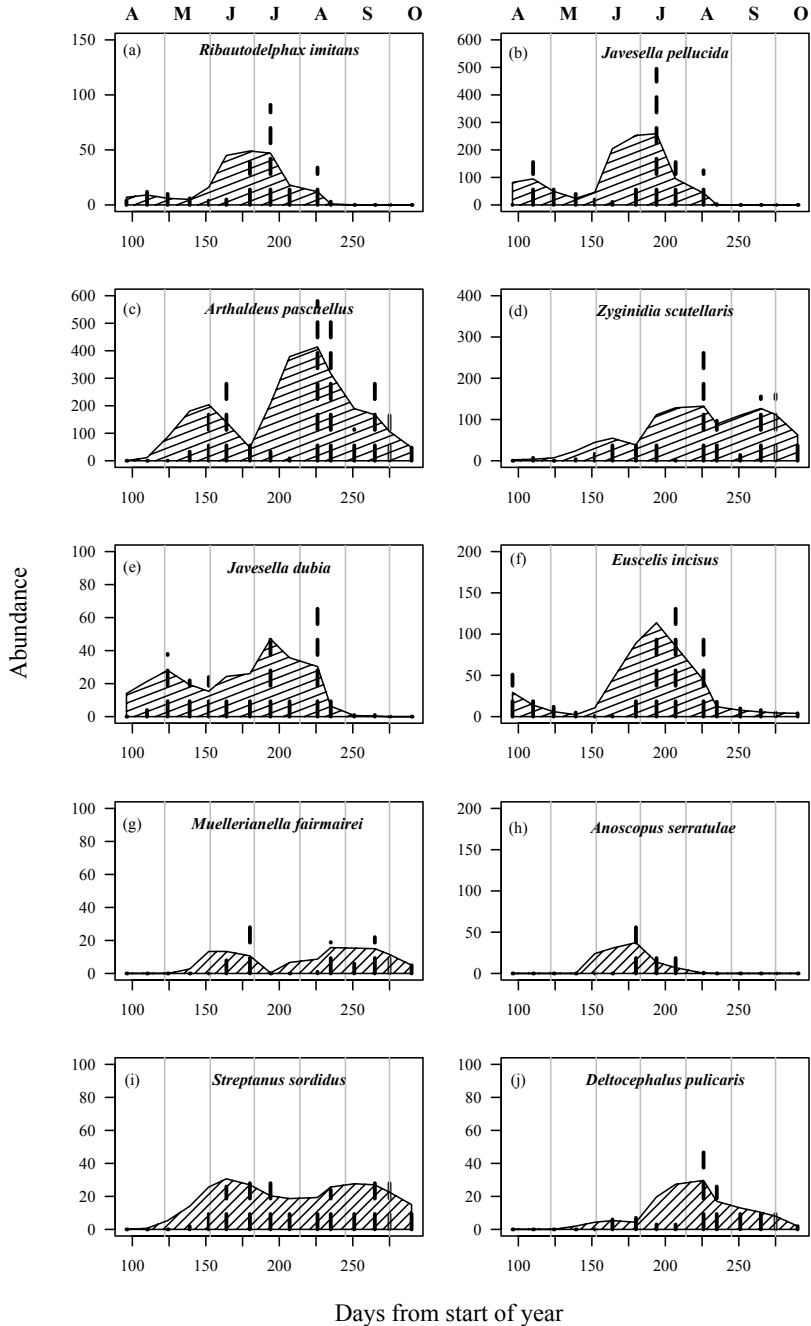 A M J J A S O A M J J A S O
(a) Ribautodelphax imitans
150
100
50
0
100 150 200 250
(b) Javesella pellucida
600
500
400
300
200
100
0
100 150 200 250
(c) Arthaldeus paschellus
600
500
400
300
200
100
0
100 150 200 250
(d) Zyginidia scutellaris
400
300
200
100
0
100 150 200 250
Abundance
(e) Javesella dubia
100
80
60
40
20
0
100 150 200 250
(f) Euscelis incisus
200
150
100
50
0
100 150 200 250
(g) Muellerianella fairmairei
100
80
60
40
20
0
100 150 200 250
(h) Anoscopus serratulae
200
150
100
50
0
100 150 200 250
(i) Streptanus sordidus
100
80
60
40
20
0
100 150 200 250
(j) Deltocephalus pulicaris
100
80
60
40
20
0
100 150 200 250
Days from start of year